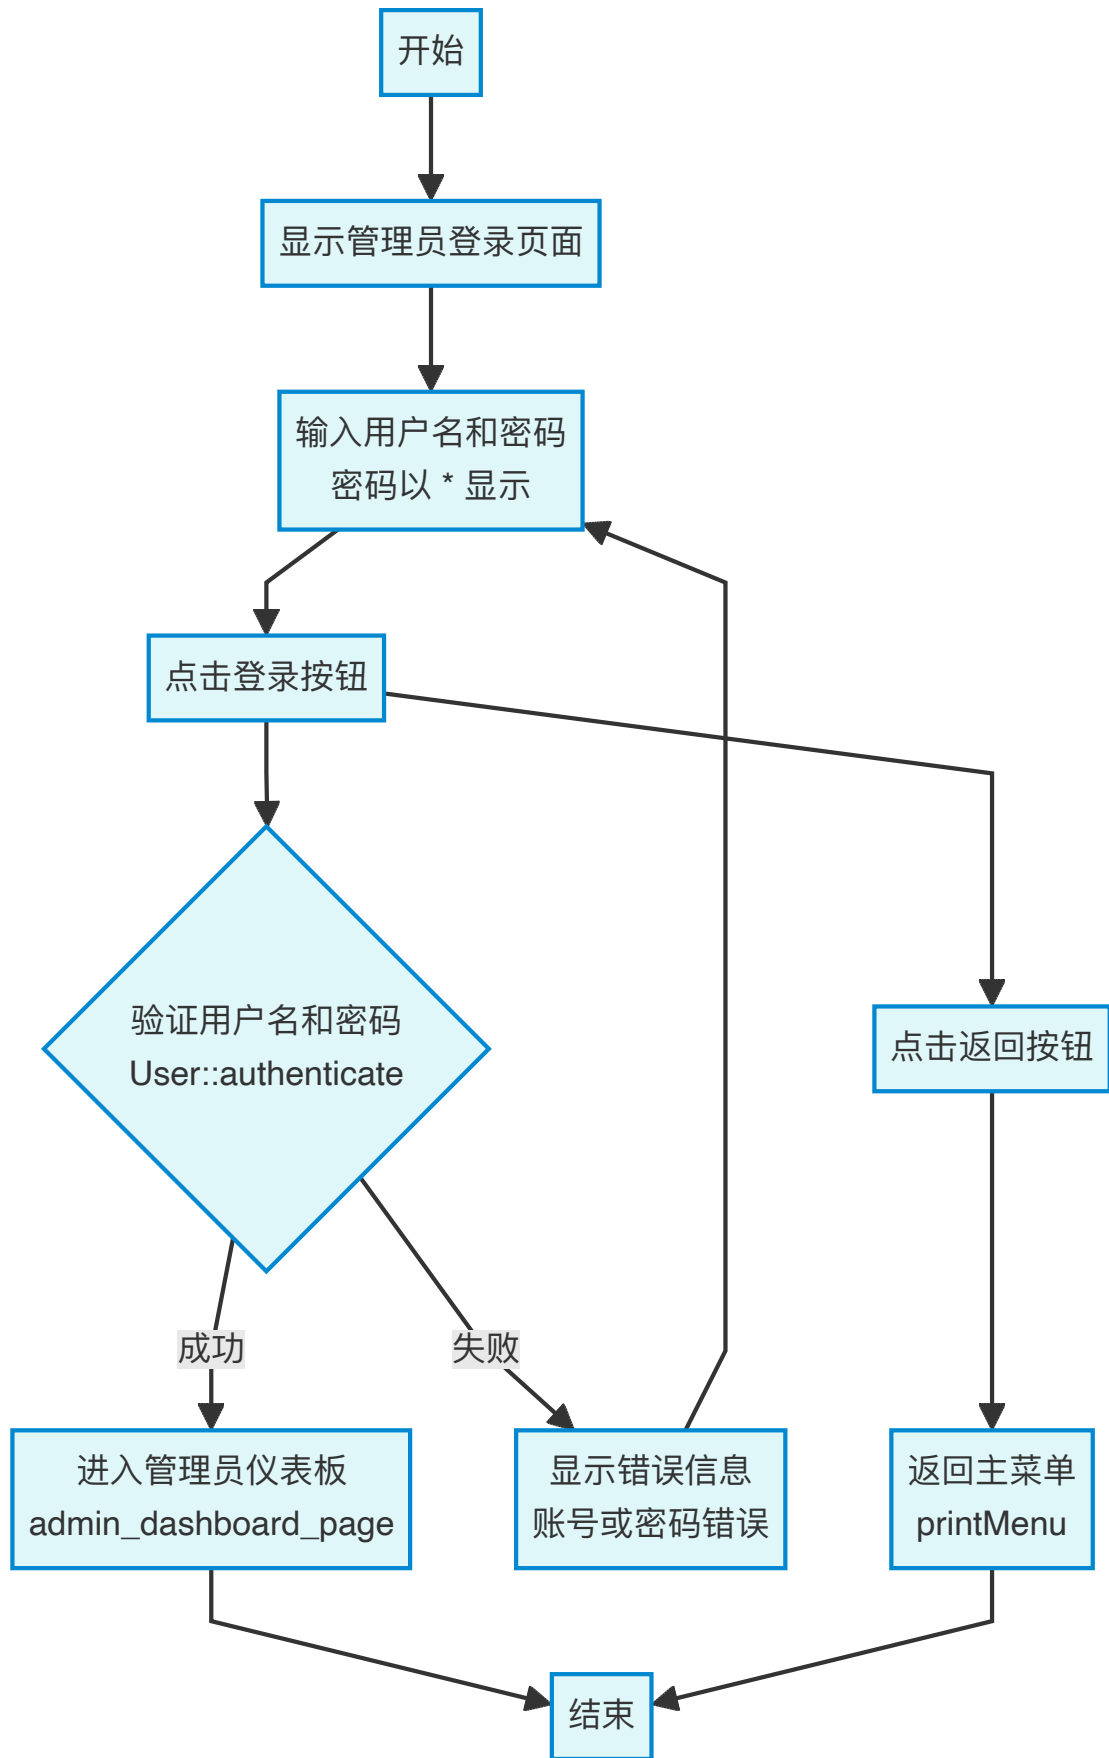 开始
显示管理员登录页面
输入用户名和密码
密码以 * 显示
点击登录按钮
验证用户名和密码
User::authenticate
点击返回按钮
成功
失败
进入管理员仪表板
admin_dashboard_page
显示错误信息
账号或密码错误
返回主菜单
printMenu
结束